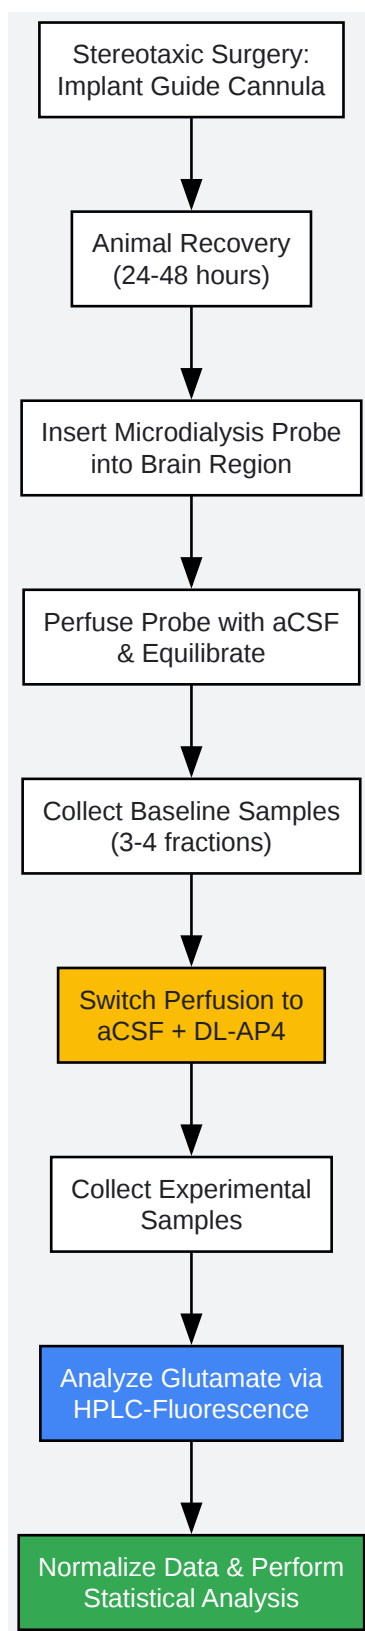 Stereotaxic Surgery:
Implant Guide Cannula
Animal Recovery
(24-48 hours)
Insert Microdialysis Probe
into Brain Region
Perfuse Probe with aCSF
& Equilibrate
Collect Baseline Samples
(3-4 fractions)
Switch Perfusion to
aCSF + DL-AP4
Collect Experimental
Samples
Analyze Glutamate via
HPLC-Fluorescence
Normalize Data & Perform
Statistical Analysis